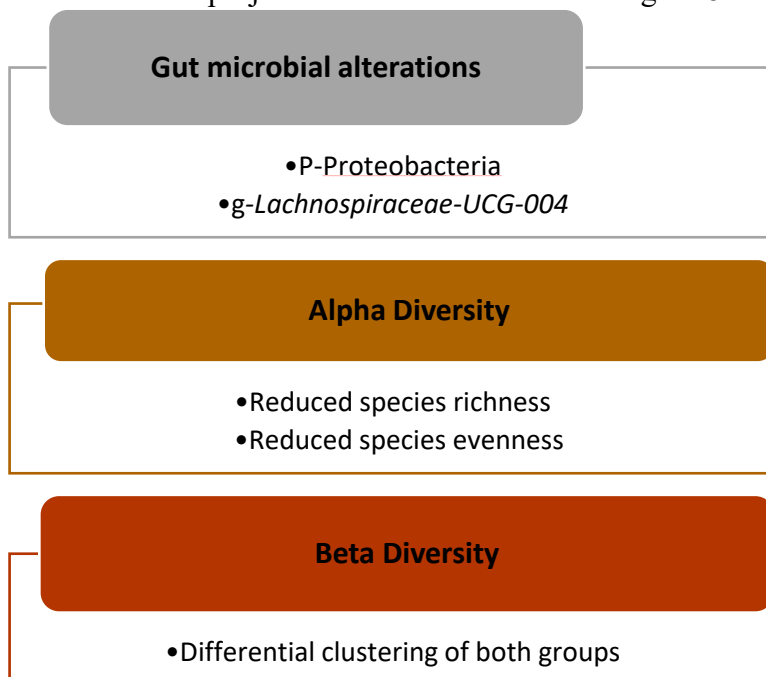 Gut microbial alterations
•P-Proteobacteria
•g-Lachnospiraceae-UCG-004
Alpha Diversity
•Reduced species richness
•Reduced species evenness
Beta Diversity
•Differential clustering of both groups